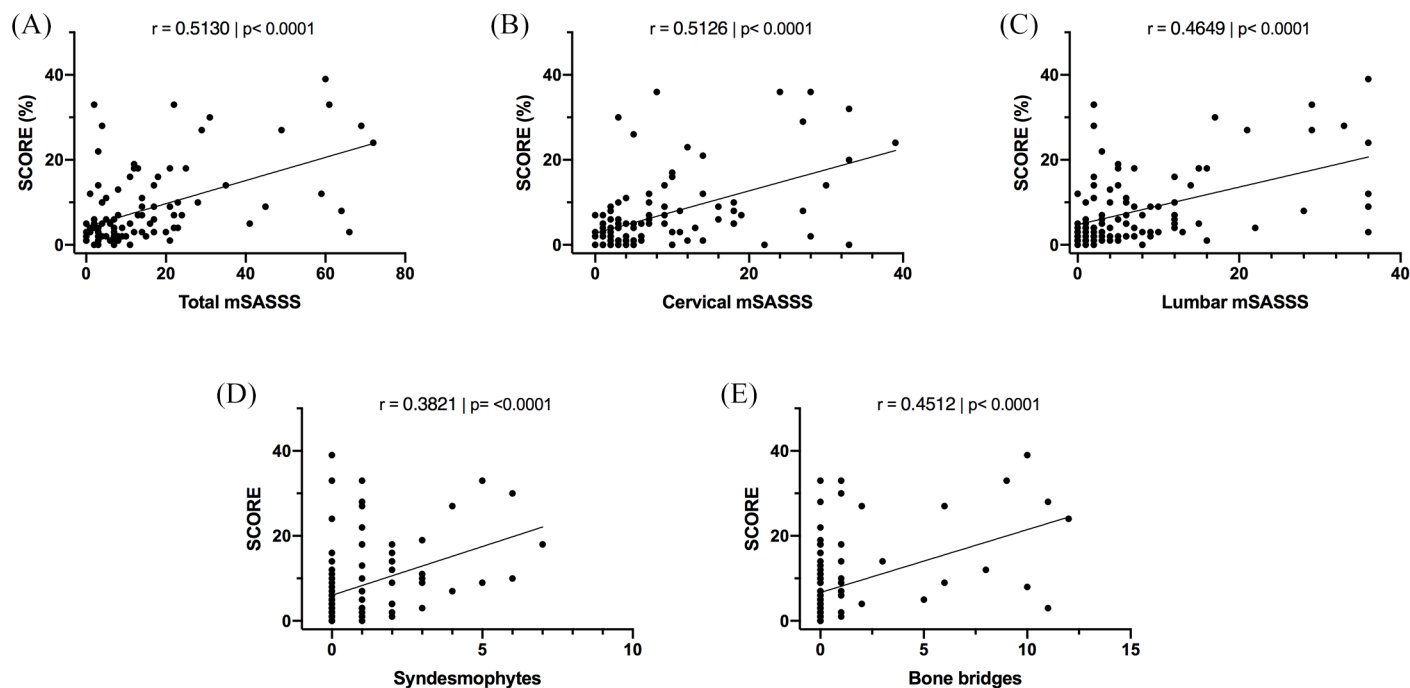 (A)
r = 0.5130 | p< 0.0001
SCORE (%)
40
20
0
0 20 40 60 80
Total mSASSS
(B)
r = 0.5126 | p< 0.0001
SCORE (%)
40
20
0
0 20 40
Cervical mSASSS
(C)
r = 0.4649 | p< 0.0001
SCORE (%)
40
20
0
0 20 40
Lumbar mSASSS
(D)
r = 0.3821 | p= <0.0001
SCORE
40
20
0
0 5 10
Syndesmophytes
(E)
r = 0.4512 | p< 0.0001
SCORE
40
20
0
0 5 10 15
Bone bridges